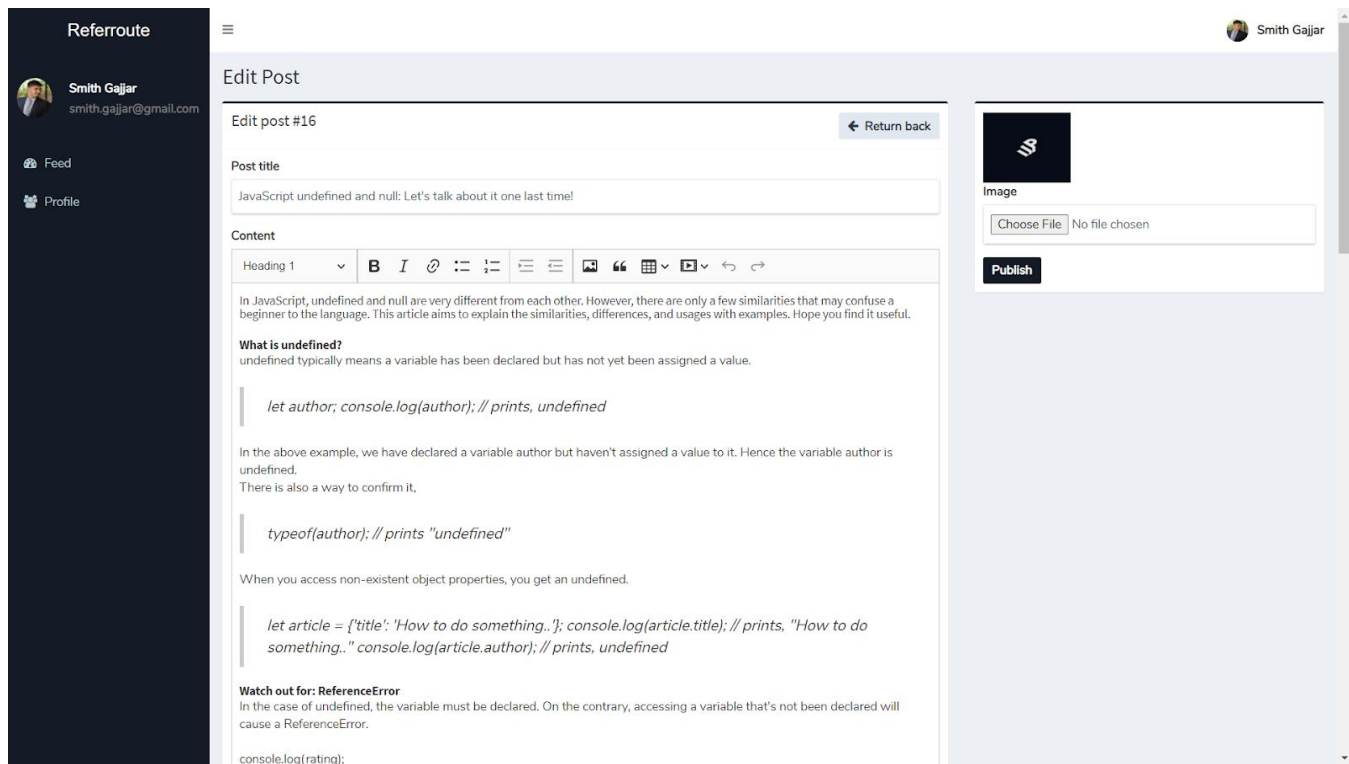 Referroute
Smith Gajjar
Smith Gajjar
smith.gajjar@gmail.com
Feed
Profile
Edit Post
Edit post #16
Return back
Post title
JavaScript undefined and null: Let's talk about it one last time!
Content
Heading 1
In JavaScript, undefined and null are very different from each other. However, there are only a few similarities that may confuse a
beginner to the language. This article aims to explain the similarities, differences, and usages with examples. Hope you find it useful.
What is undefined?
undefined typically means a variable has been declared but has not yet been assigned a value.
let author; console.log(author); // prints, undefined
In the above example, we have declared a variable author but haven't assigned a value to it. Hence the variable author is
undefined.
There is also a way to confirm it,
typeof(author); // prints "undefined"
When you access non-existent object properties, you get an undefined.
let article = {'title': 'How to do something..'}; console.log(article.title); // prints, "How to do
something.." console.log(article.author); // prints, undefined
Watch out for: ReferenceError
In the case of undefined, the variable must be declared. On the contrary, accessing a variable that's not been declared will
cause a ReferenceError.
console.log(rating);
Image
Choose File No file chosen
Publish